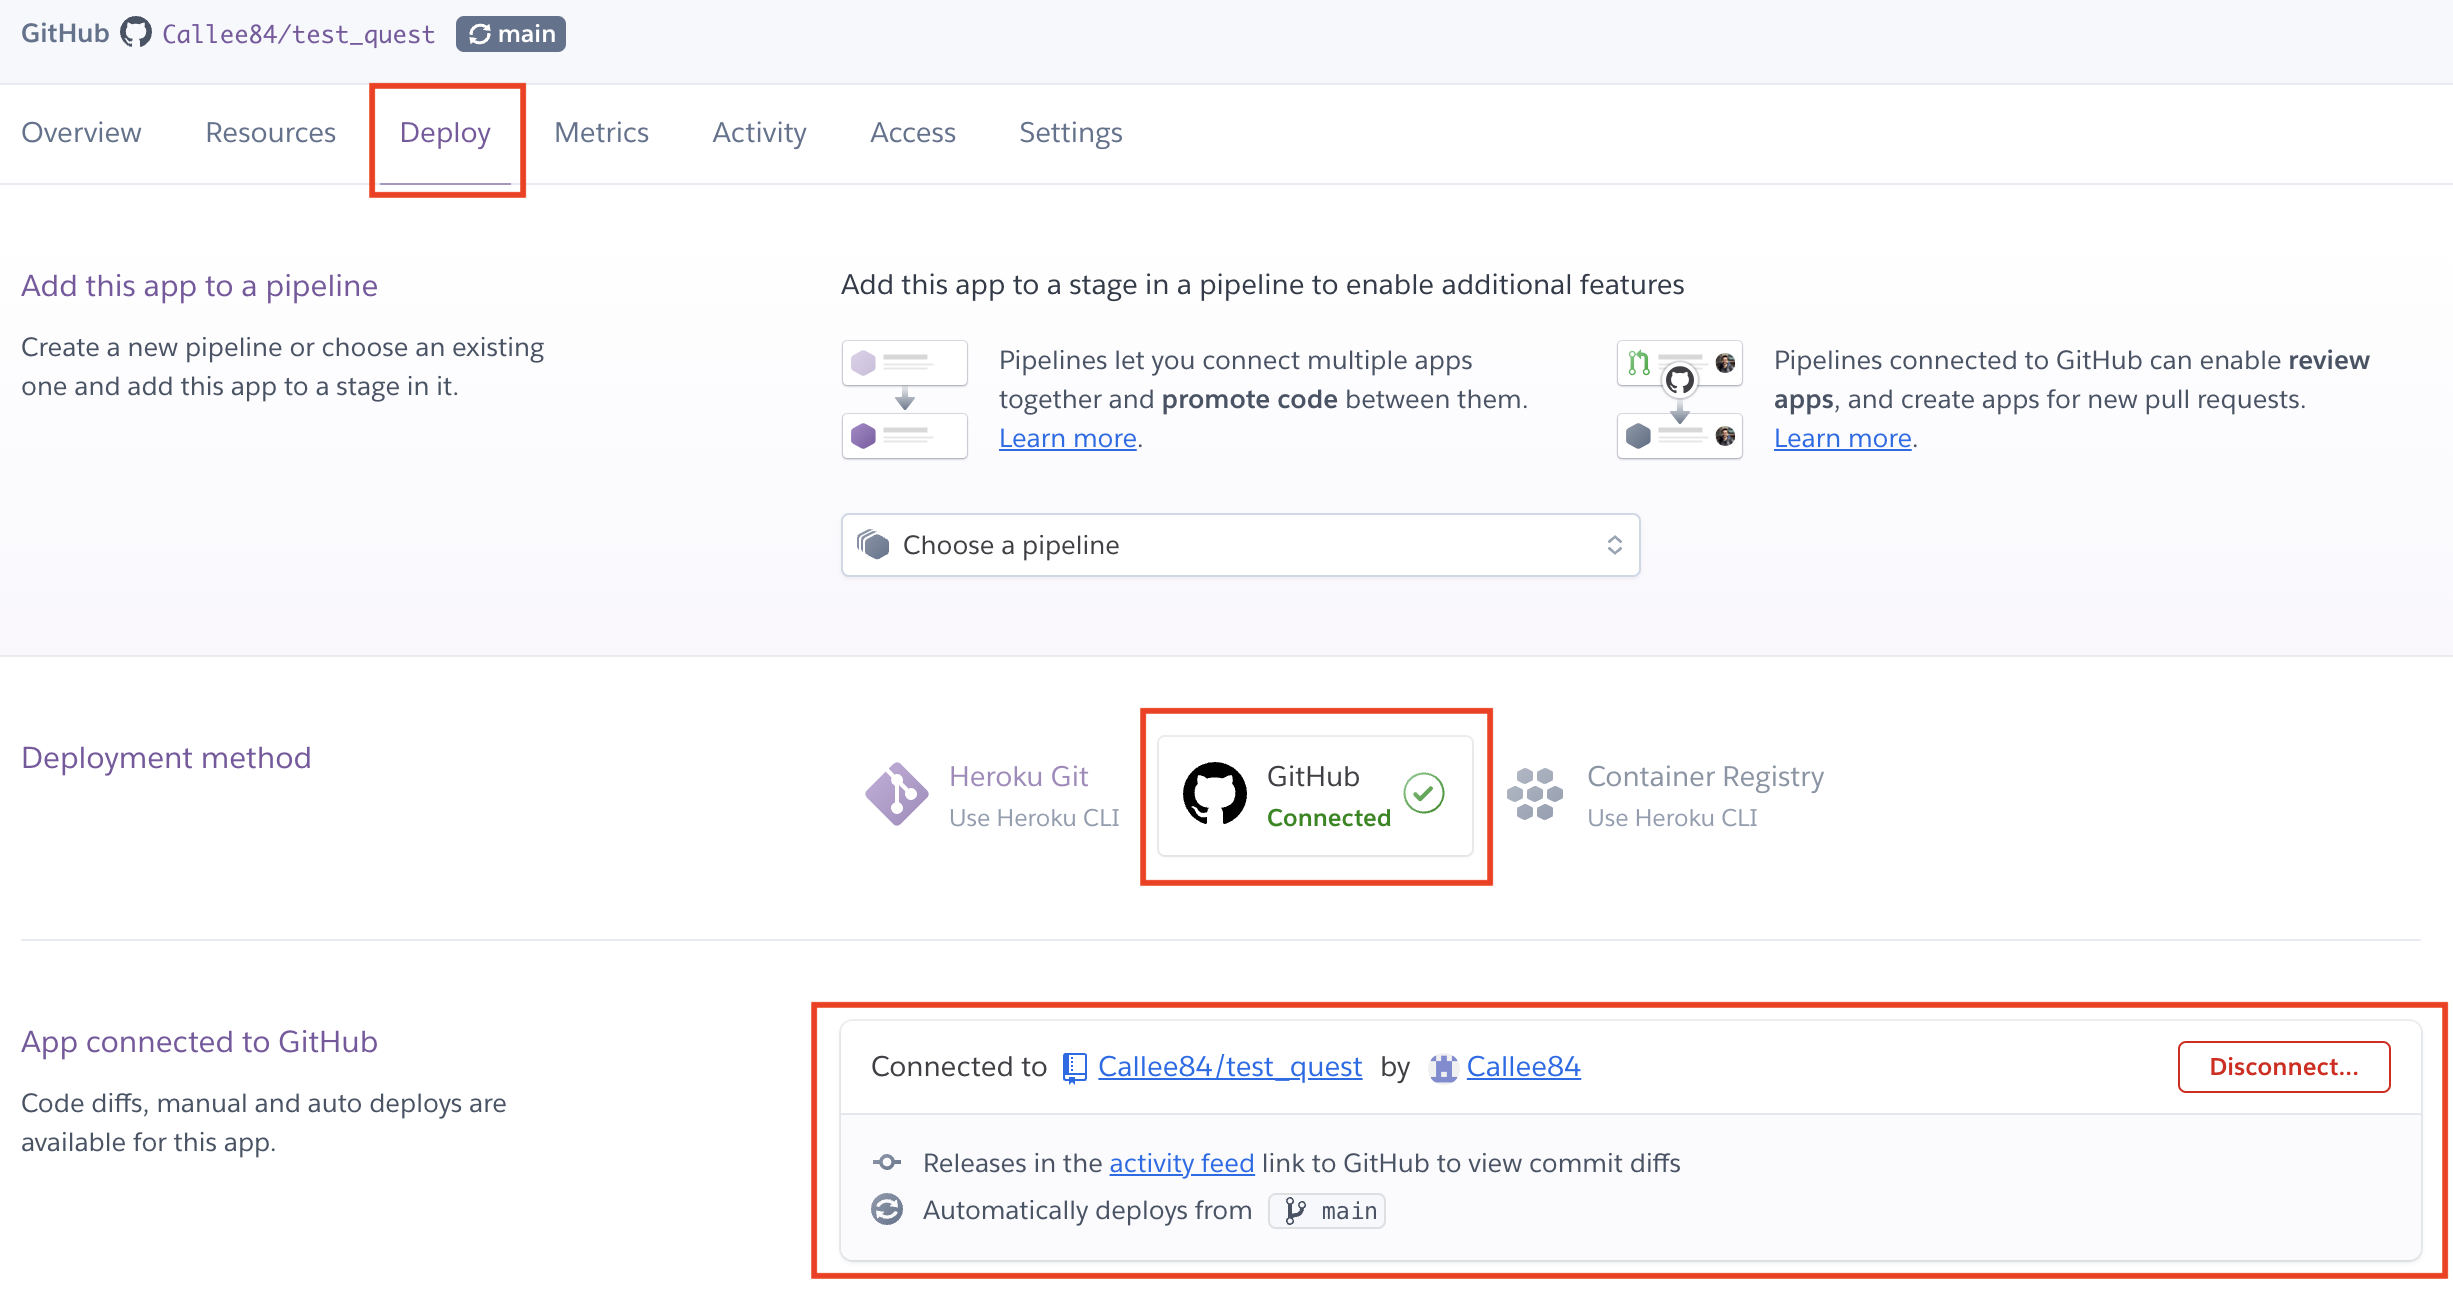 GitHub Callee84/test_quest main
Overview Resources Deploy Metrics Activity Access Settings
Add this app to a pipeline
Create a new pipeline or choose an existing
one and add this app to a stage in it.
Add this app to a stage in a pipeline to enable additional features
Pipelines let you connect multiple apps
together and promote code between them.
Learn more.
Pipelines connected to GitHub can enable review
apps, and create apps for new pull requests.
Learn more.
Choose a pipeline
Deployment method
Heroku Git
Use Heroku CLI
GitHub
Connected
Container Registry
Use Heroku CLI
App connected to GitHub
Code diffs, manual and auto deploys are
available for this app.
Connected to Callee84/test_quest by Callee84
Disconnect...
Releases in the activity feed link to GitHub to view commit diffs
Automatically deploys from main